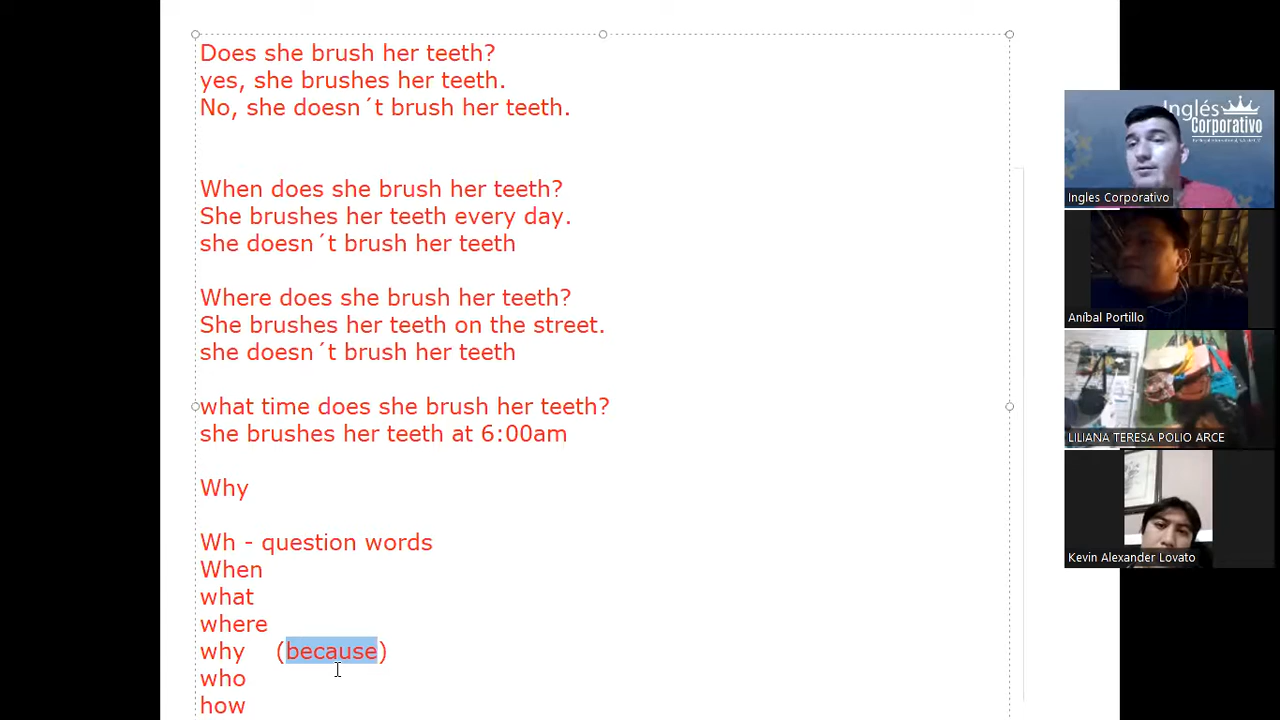 Does she brush her teeth?
yes, she brushes her teeth.
No, she doesn´t brush her teeth.
When does she brush her teeth?
She brushes her teeth every day.
she doesn´t brush her teeth
Where does she brush her teeth?
She brushes her teeth on the street.
she doesn´t brush her teeth
what time does she brush her teeth?
she brushes her teeth at 6:00am
Why
Wh - question words
When
what
where
why (because)
who
how
Inglés
Corporativo
Ingles Corporativo
Aníbal Portillo
LILIANA TERESA POLIO ARCE
Kevin Alexander Lovato